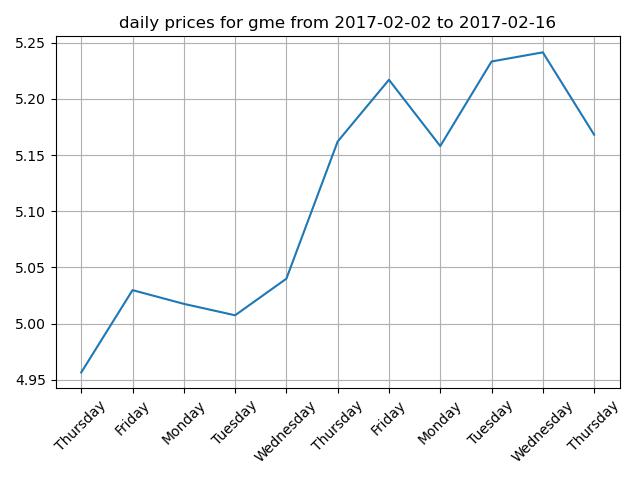 daily prices for gme from 2017-02-02 to 2017-02-16
5.25
5.20
5.15
5.10
5.05
5.00
4.95
Thursday
Friday
Monday
Tuesday
Wednesday
Thursday
Friday
Monday
Tuesday
Wednesday
Thursday